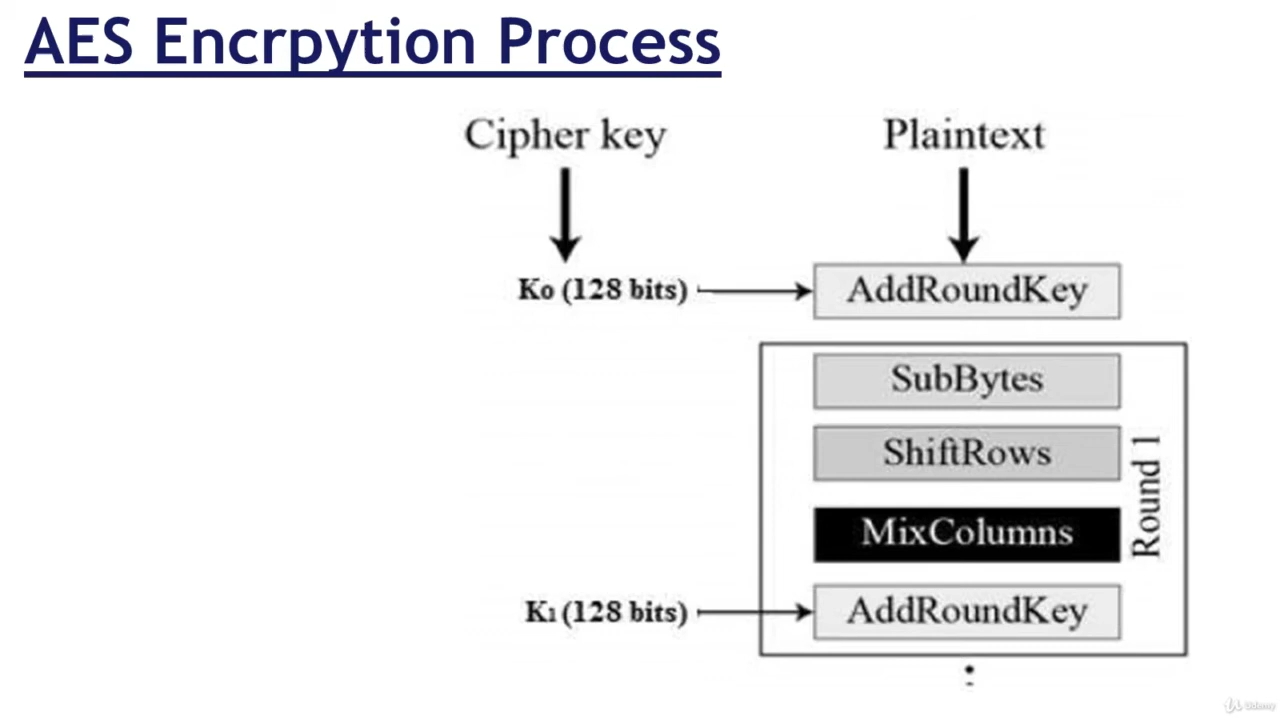 AES Encrpytion Process
Cipher key
Plaintext
K0 (128 bits)
AddRoundKey
SubBytes
ShiftRows
MixColumns
Round 1
K1 (128 bits)
AddRoundKey
Udemy